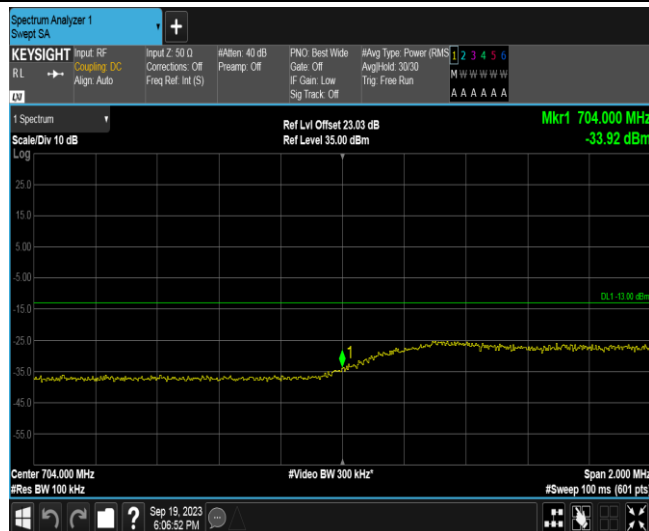 Spectrum Analyzer 1
Swept SA
KEYSIGHT
RL
LXI
Input: RF
Coupling: DC
Align: Auto
Input Z: 50 Ω
Corrections: Off
Freq Ref: Int (S)
#Atten: 40 dB
Preamp: Off
PNO: Best Wide
Gate: Off
IF Gain: Low
Sig Track: Off
#Avg Type: Power (RMS
Avg|Hold: 30/30
Trig: Free Run
1 2 3 4 5 6
M W W W W W
A A A A A A
1 Spectrum
Scale/Div 10 dB
Ref Lvl Offset 23.03 dB
Ref Level 35.00 dBm
Mkr1 704.000 MHz
-33.92 dBm
Log
25.0
15.0
5.00
-5.00
DL1 -13.00 dBm
-15.0
-25.0
1
-35.0
-45.0
-55.0
Center 704.000 MHz
#Res BW 100 kHz
#Video BW 300 kHz*
Span 2.000 MHz
#Sweep 100 ms (601 pts)
?
Sep 19, 2023
6:06:52 PM